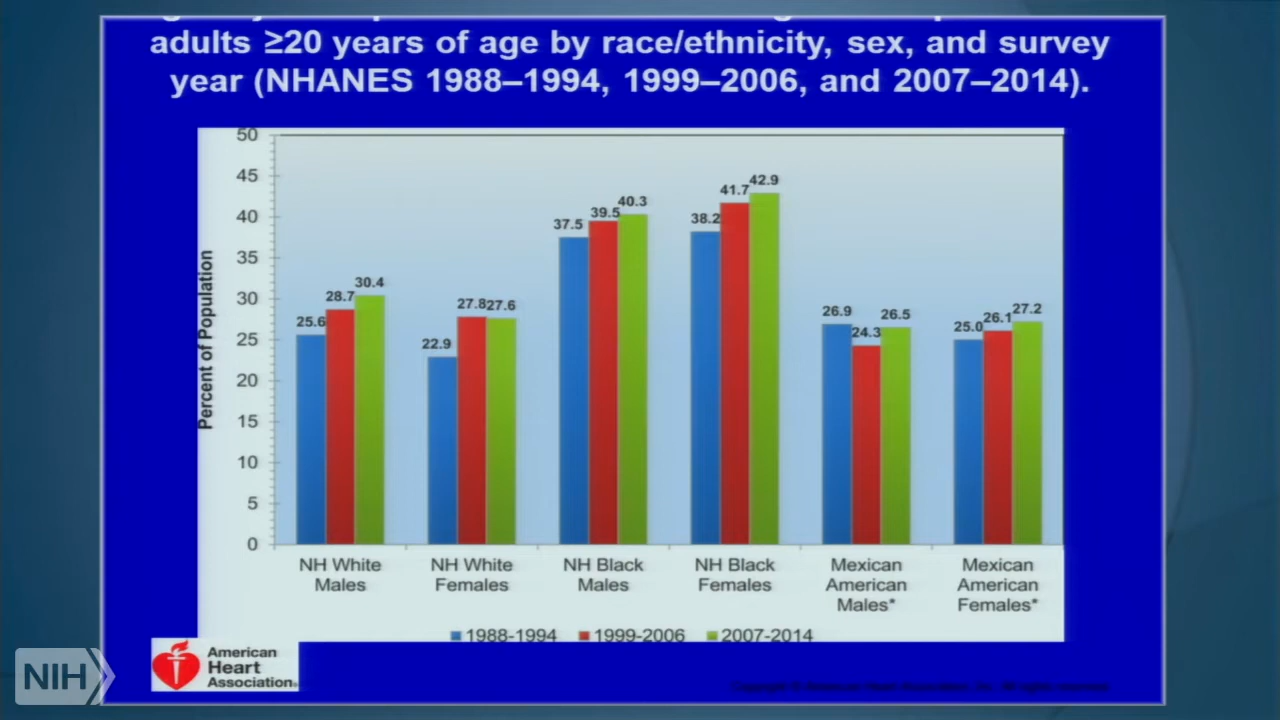 adults ≥20 years of age by race/ethnicity, sex, and survey
year (NHANES 1988–1994, 1999–2006, and 2007–2014).
Percent of Population
50
45
40
35
30
25
20
15
10
5
0
25.6 28.7 30.4
22.9 27.8 27.6
37.5 39.5 40.3
38.2 41.7 42.9
26.9 24.3 26.5
25.0 26.1 27.2
NH White
Males
NH White
Females
NH Black
Males
NH Black
Females
Mexican
American
Males*
Mexican
American
Females*
1988-1994 1999-2006 2007-2014
American
Heart
Association®
NIH